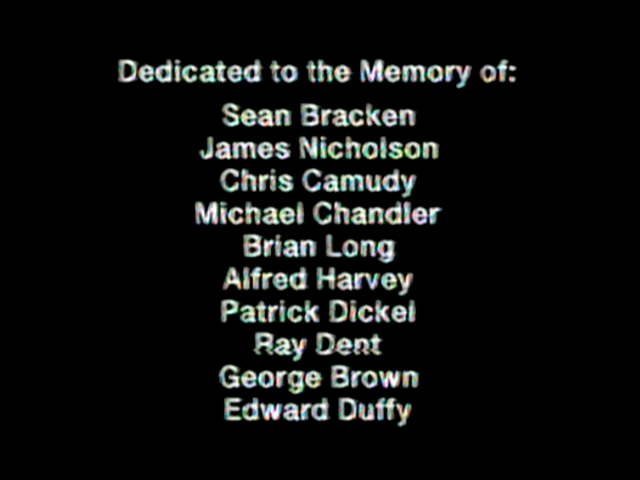 Dedicated to the Memory of:
Sean Bracken
James Nicholson
Chris Camudy
Michael Chandler
Brian Long
Alfred Harvey
Patrick Dickel
Ray Dent
George Brown
Edward Duffy